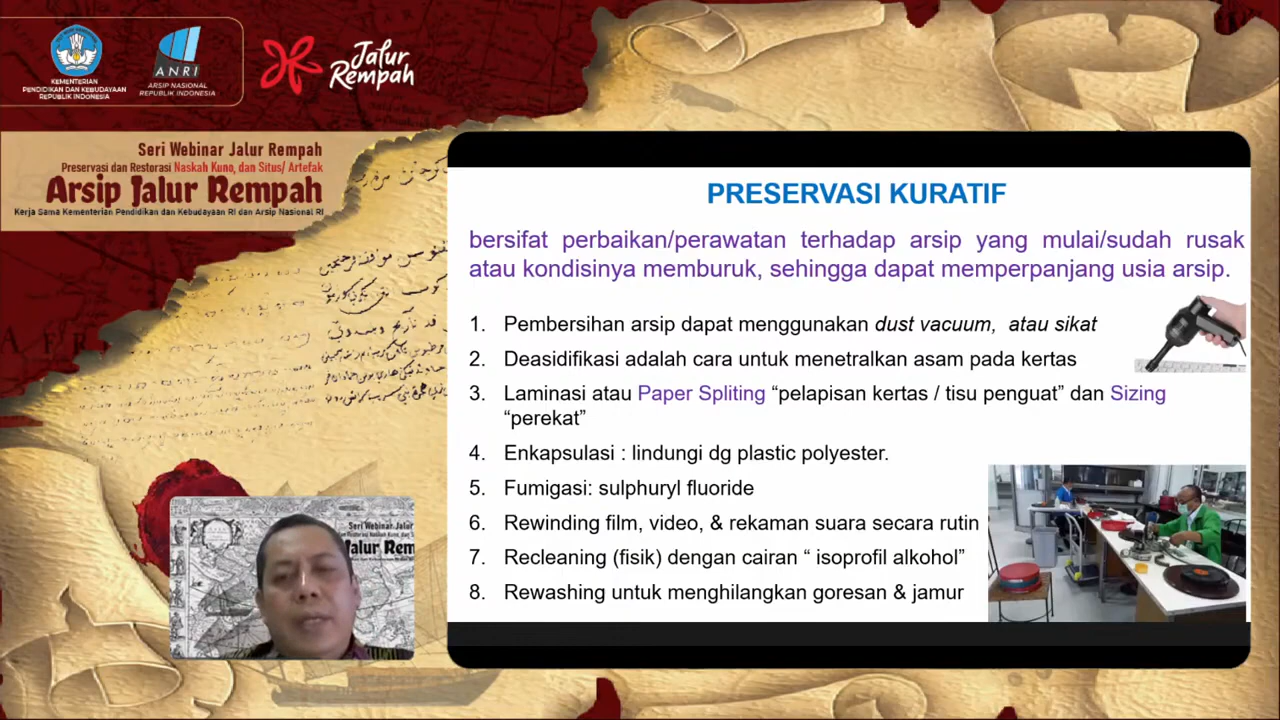 KEMENTERIAN
PENDIDIKAN DAN KEBUDAYAAN
REPUBLIK INDONESIA
ANRI
ARSIP NASIONAL
REPUBLIK INDONESIA
Jalur
Rempah
Seri Webinar Jalur Rempah
Preservasi dan Restorasi Naskah Kuno, dan Situs/ Artefak
Arsip Jalur Rempah
Kerja Sama Kementerian Pendidikan dan Kebudayaan RI dan Arsip Nasional RI
PRESERVASI KURATIF
bersifat perbaikan/perawatan terhadap arsip yang mulai/sudah rusak
atau kondisinya memburuk, sehingga dapat memperpanjang usia arsip.
1. Pembersihan arsip dapat menggunakan dust vacuum, atau sikat
2. Deasidifikasi adalah cara untuk menetralkan asam pada kertas
3. Laminasi atau Paper Spliting “pelapisan kertas / tisu penguat” dan Sizing
“perekat”
4. Enkapsulasi : lindungi dg plastic polyester.
5. Fumigasi: sulphuryl fluoride
6. Rewinding film, video, & rekaman suara secara rutin
7. Recleaning (fisik) dengan cairan “ isoprofil alkohol”
8. Rewashing untuk menghilangkan goresan & jamur
Seri Webinar Jalur
Jalur Rem